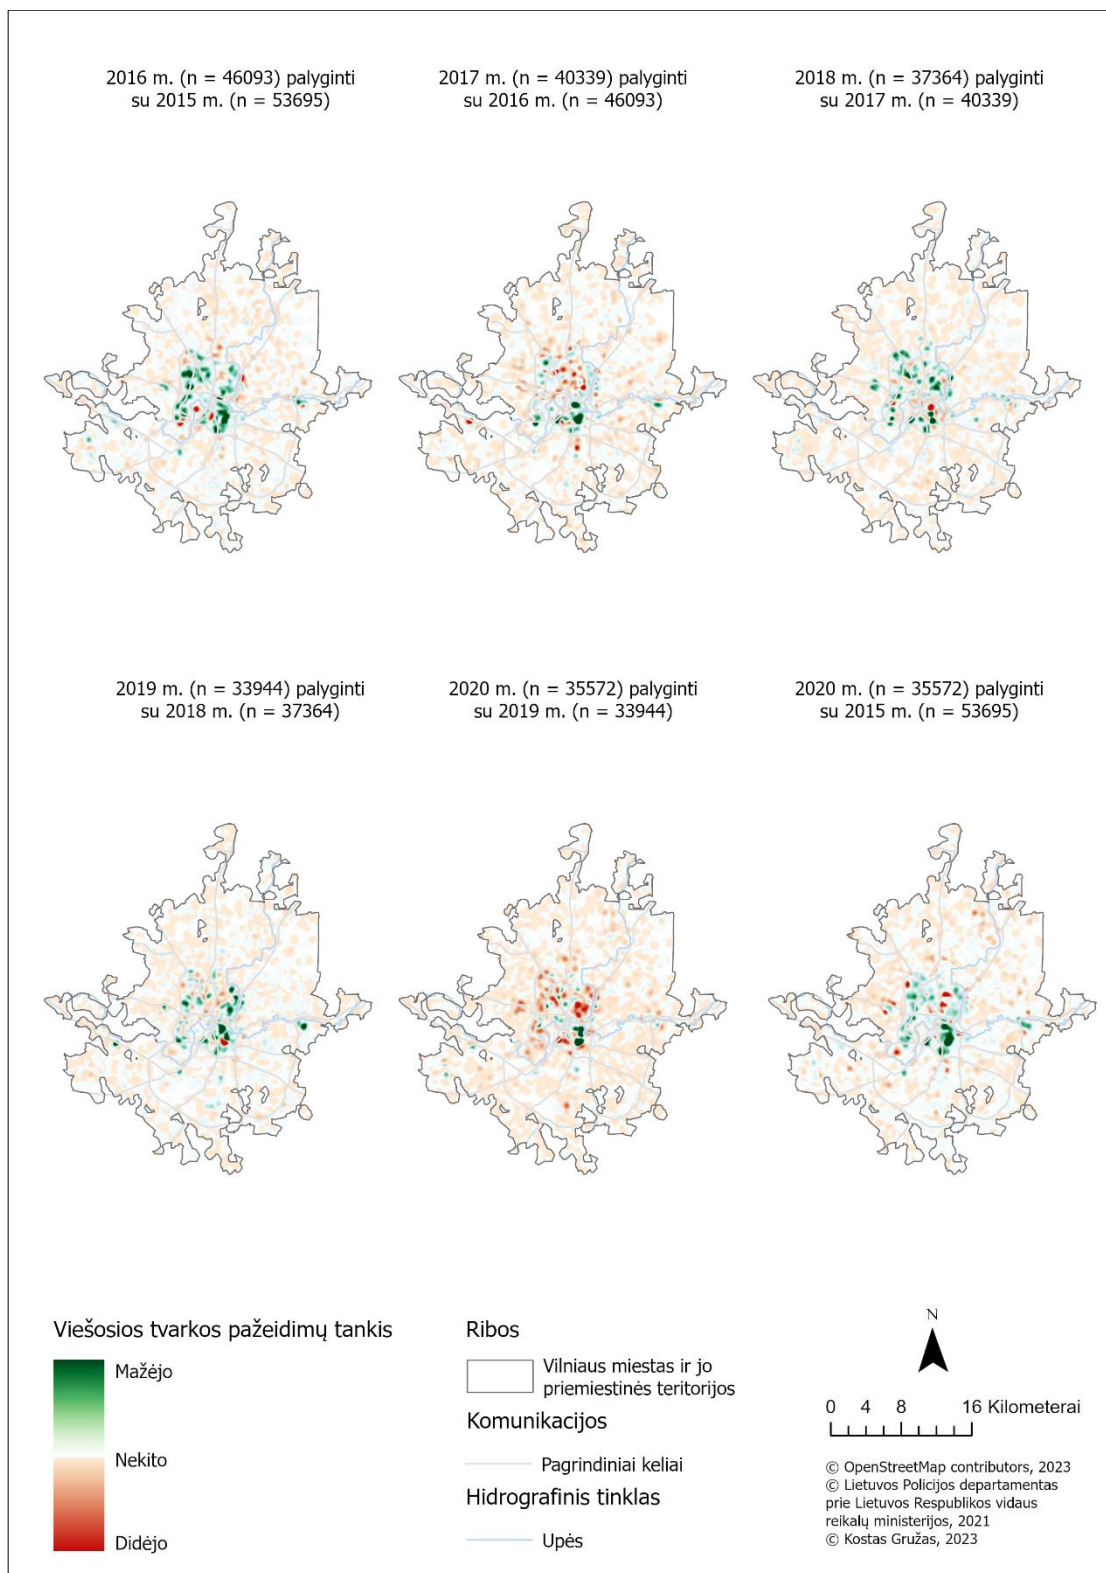 2016 m. (n = 46093) palyginti
su 2015 m. (n = 53695)
2017 m. (n = 40339) palyginti
su 2016 m. (n = 46093)
2018 m. (n = 37364) palyginti
su 2017 m. (n = 40339)
2019 m. (n = 33944) palyginti
su 2018 m. (n = 37364)
2020 m. (n = 35572) palyginti
su 2019 m. (n = 33944)
2020 m. (n = 35572) palyginti
su 2015 m. (n = 53695)
Viešosios tvarkos pažeidimų tankis
Mažėjo
Nekito
Didėjo
Ribos
Vilniaus miestas ir jo
priemiestinės teritorijos
Komunikacijos
Pagrindiniai keliai
Hidrografinis tinklas
Upės
N
0 4 8 16 Kilometerai
© OpenStreetMap contributors, 2023
© Lietuvos Policijos departamentas
prie Lietuvos Respublikos vidaus
reikalų ministerijos, 2021
© Kostas Gružas, 2023